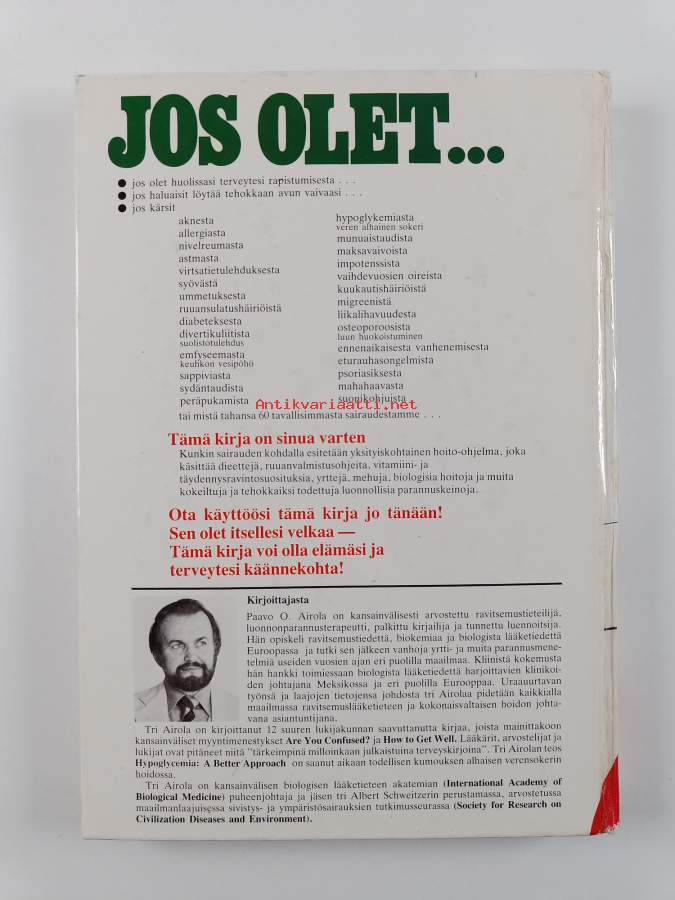 JOS OLET...
● jos olet huolissasi terveytesi rapistumisesta . . .
● jos haluaisit löytää tehokkaan avun vaivaasi . . .
● jos kärsit
aknesta
allergiasta
nivelreumasta
astmasta
virtsatietulehduksesta
syövästä
ummetuksesta
ruuansulatushäiriöistä
diabeteksesta
divertikuliitista
suolistotulehdus
emfyseemasta
keuhkon vesipöhö
sappiviasta
sydäntaudista
peräpukamista
hypoglykemiasta
veren alhainen sokeri
munuaistaudista
maksavaivoista
impotenssista
vaihdevuosien oireista
kuukautishäiriöistä
migreenistä
liikalihavuudesta
osteoporoosista
luun huokoistuminen
ennenaikaisesta vanhenemisesta
eturauhasongelmista
psoriasiksesta
mahahaavasta
suonikohjuista
Antikvariaatti.net
tai mistä tahansa 60 tavallisimmasta sairaudestamme . . .
Tämä kirja on sinua varten
Kunkin sairauden kohdalla esitetään yksityiskohtainen hoito-ohjelma, joka
käsittää dieettejä, ruuanvalmistusohjeita, vitamiini- ja
täydennysravintosuosituksia, yrttejä, mehuja, biologisia hoitoja ja muita
kokeiltuja ja tehokkaiksi todettuja luonnollisia parannuskeinoja.
Ota käyttöösi tämä kirja jo tänään!
Sen olet itsellesi velkaa —
Tämä kirja voi olla elämäsi ja
terveytesi käännekohta!
Kirjoittajasta
Paavo O. Airola on kansainvälisesti arvostettu ravitsemustieteilijä,
luonnonparannusterapeutti, palkittu kirjailija ja tunnettu luennoitsija.
Hän opiskeli ravitsemustiedettä, biokemiaa ja biologista lääketiedettä
Euroopassa ja tutki sen jälkeen vanhoja yrtti- ja muita parannusmene-
telmiä useiden vuosien ajan eri puolilla maailmaa. Kliinistä kokemusta
hän hankki toimiessaan biologista lääketiedettä harjoittavien klinikoi-
den johtajana Meksikossa ja eri puolilla Eurooppaa. Uraauurtavan
työnsä ja laajojen tietojensa johdosta tri Airolaa pidetään kaikkialla
maailmassa ravitsemuslääketieteen ja kokonaisvaltaisen hoidon johta-
vana asiantuntijana.
Tri Airola on kirjoittanut 12 suuren lukijakunnan saavuttanutta kirjaa, joista mainittakoon
kansainväliset myyntimenestykset Are You Confused? ja How to Get Well. Lääkärit, arvostelijat ja
lukijat ovat pitäneet niitä "tärkeimpinä milloinkaan julkaistuina terveyskirjoina". Tri Airolan teos
Hypoglycemia: A Better Approach on saanut aikaan todellisen kumouksen alhaisen verensokerin
hoidossa.
Tri Airola on kansainvälisen biologisen lääketieteen akatemian (International Academy of
Biological Medicine) puheenjohtaja ja jäsen tri Albert Schweitzerin perustamassa, arvostetussa
maailmanlaajuisessa sivistys- ja ympäristösairauksien tutkimusseurassa (Society for Research on
Civilization Diseases and Environment).